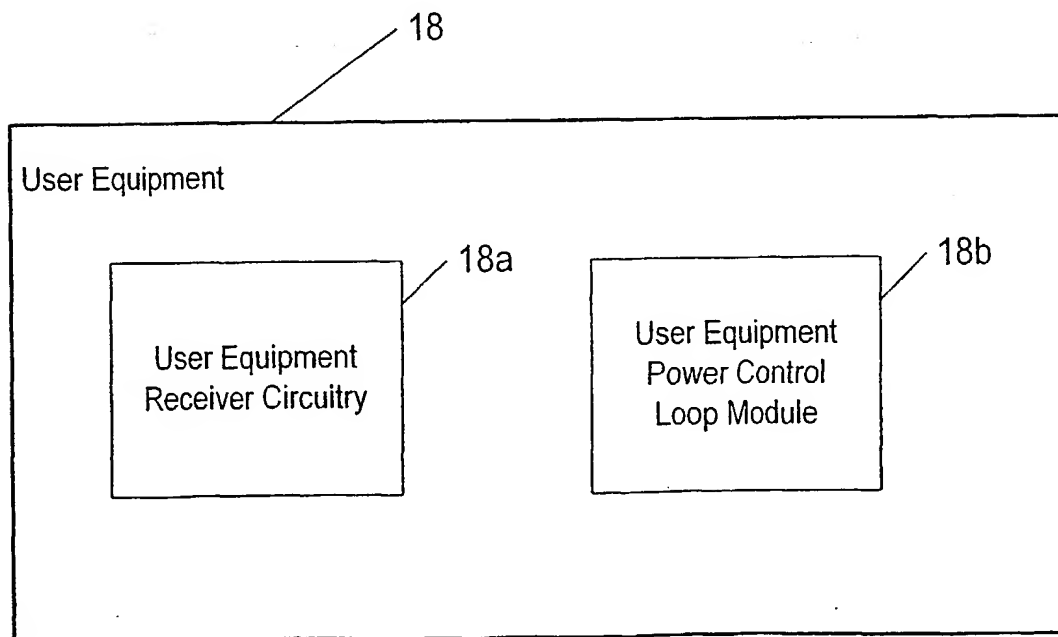 18
User Equipment
18a
18b
User Equipment
Receiver Circuitry
User Equipment
Power Control
Loop Module